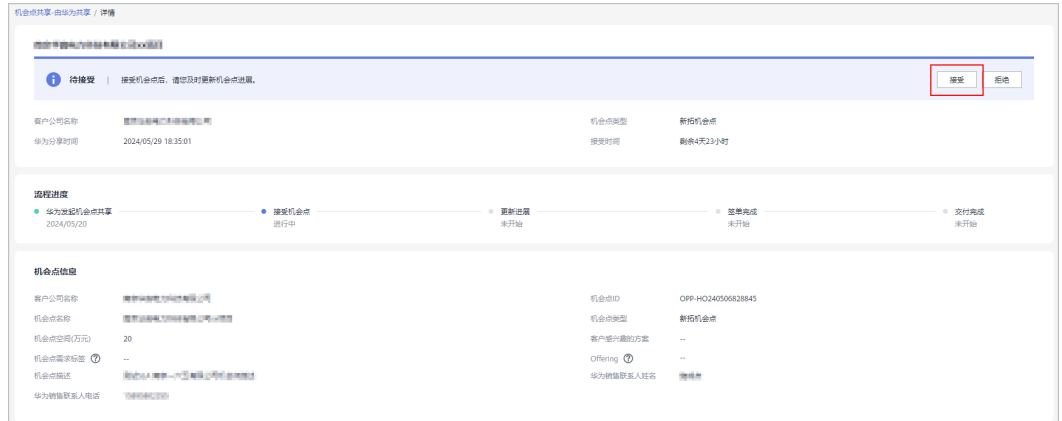 机会点共享-由华为共享 / 详情
待接受 | 接受机会点后，请您及时更新机会点进展。 接受 拒绝
客户公司名称 机会点类型 新拓机会点
华为分享时间 2024/05/29 18:35:01 接受时间 剩余4天23小时
流程进度
华为发起机会点共享 接受机会点 更新进展 签单完成 交付完成
2024/05/20 进行中 未开始 未开始 未开始
机会点信息
客户公司名称 机会点ID OPP-HO240506828845
机会点名称 机会点类型 新拓机会点
机会点空间(万元) 20 客户感兴趣的方案 --
机会点需求标签 ? -- Offering ? --
机会点描述 华为销售联系人姓名
华为销售联系人电话